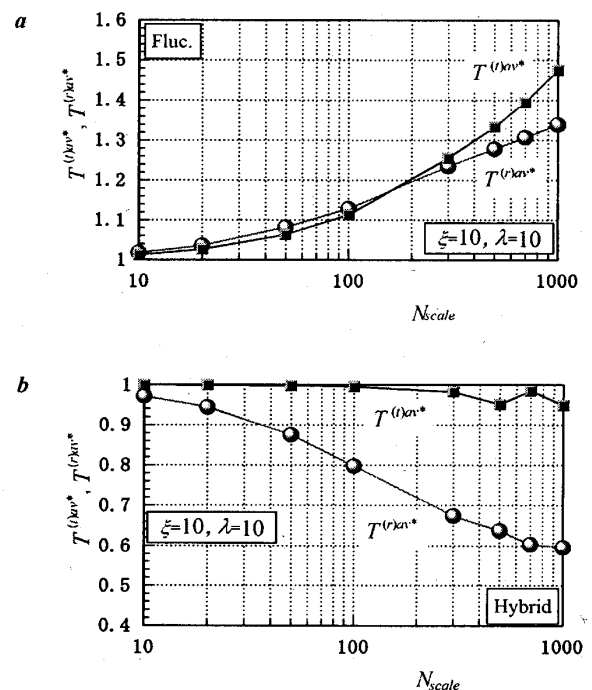 a
Fluc.
T(t)av*, T(r)av*
1.6
1.5
1.4
1.3
1.2
1.1
1
T(t)av*
T(r)av*
ξ=10, λ=10
10
100
1000
Nscale
b
T(t)av*, T(r)av*
1
0.9
0.8
0.7
0.6
0.5
0.4
T(t)av*
T(r)av*
ξ=10, λ=10
Hybrid
10
100
1000
Nscale